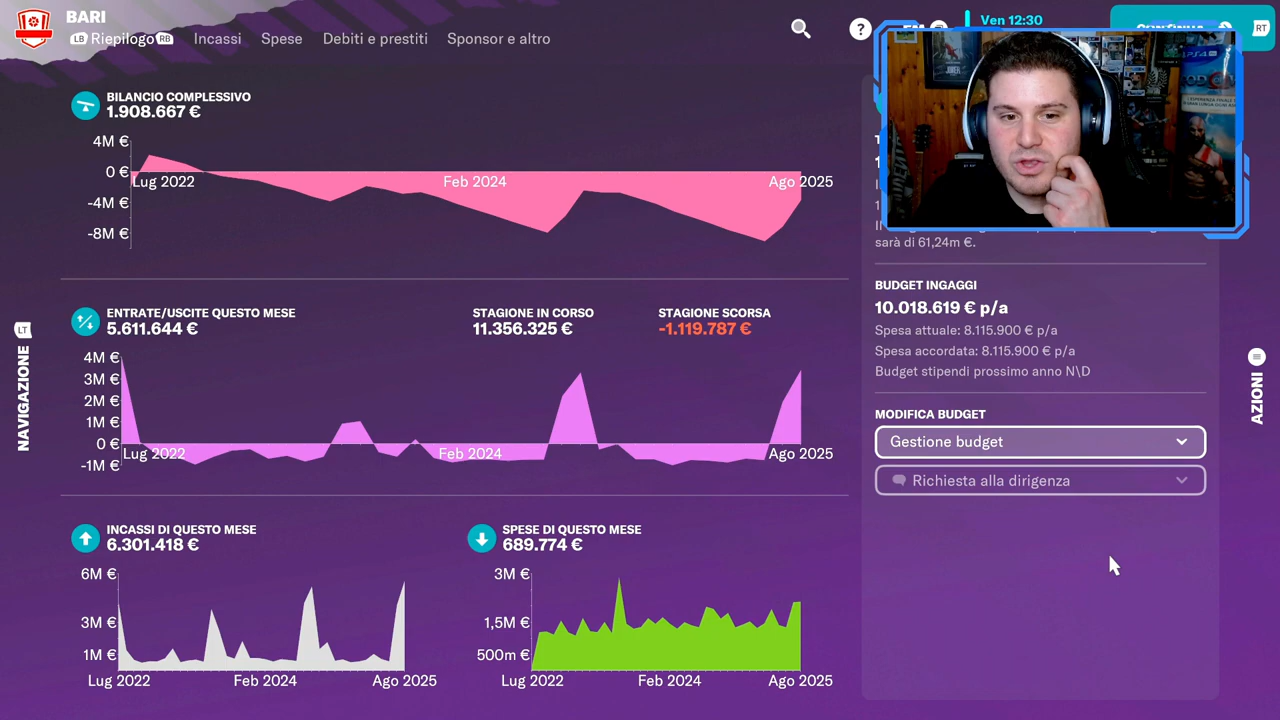 BARI
LB Riepilogo RB Incassi Spese Debiti e prestiti Sponsor e altro
? Ven 12:30 RT
BILANCIO COMPLESSIVO
1.908.667 €
4M €
0 €
-4M €
-8M €
Lug 2022 Feb 2024 Ago 2025
sarà di 61,24m €.
ENTRATE/USCITE QUESTO MESE
5.611.644 €
STAGIONE IN CORSO
11.356.325 €
STAGIONE SCORSA
-1.119.787 €
4M €
3M €
2M €
1M €
0 €
-1M €
Lug 2022 Feb 2024 Ago 2025
INCASSI DI QUESTO MESE
6.301.418 €
6M €
3M €
1M €
Lug 2022 Feb 2024 Ago 2025
SPESE DI QUESTO MESE
689.774 €
3M €
1,5M €
500m €
Lug 2022 Feb 2024 Ago 2025
BUDGET INGAGGI
10.018.619 € p/a
Spesa attuale: 8.115.900 € p/a
Spesa accordata: 8.115.900 € p/a
Budget stipendi prossimo anno N\D
MODIFICA BUDGET
Gestione budget
Richiesta alla dirigenza
LT
NAVIGAZIONE
AZIONI
JOKER
PS4